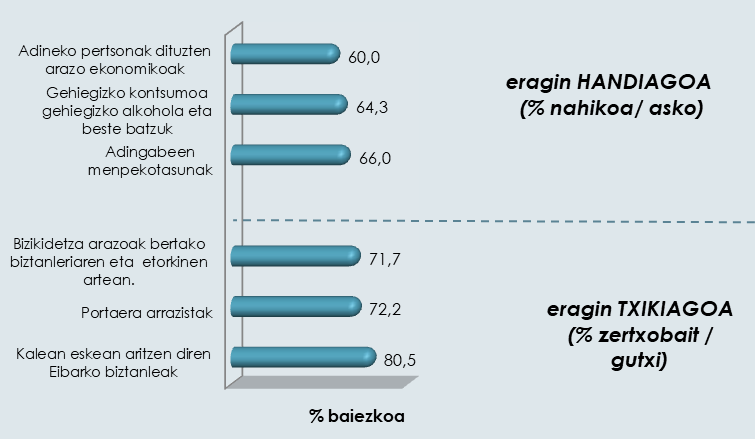 Adineko pertsonak dituzten
arazo ekonomikoak
60,0
Gehiegizko kontsumoa
gehiegizko alkohola eta
beste batzuk
64,3
Adingabeen
menpekotasunak
66,0
eragin HANDIAGOA
(% nahikoa/ asko)
Bizikidetza arazoak bertako
biztanleriaren eta etorkinen
artean.
71,7
Portaera arrazistak
72,2
Kalean eskean aritzen diren
Eibarko biztanleak
80,5
eragin TXIKIAGOA
(% zertxobait /
gutxi)
% baiezkoa